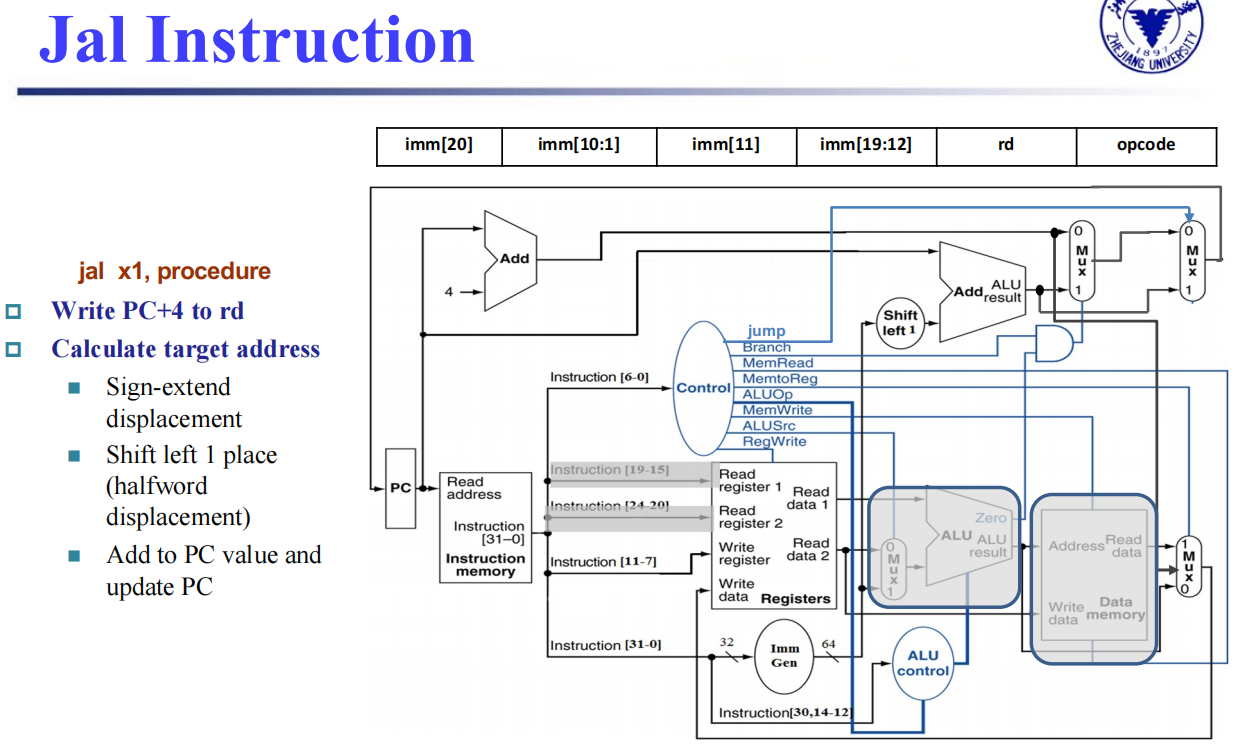 Jal Instruction
1897
ZHEJIANG UNIVERSITY
imm[20] imm[10:1] imm[11] imm[19:12] rd opcode
jal x1, procedure
Write PC+4 to rd
Calculate target address
Sign-extend
displacement
Shift left 1 place
(halfword
displacement)
Add to PC value and
update PC
Add
4
Add ALU
result
Shift
left 1
0
M
u
x
1
0
M
u
x
1
Control
jump
Branch
MemRead
MemtoReg
ALUOp
MemWrite
ALUSrc
RegWrite
Instruction [6-0]
Instruction [19-15]
Instruction [24-20]
Instruction [11-7]
Instruction [31-0]
Instruction[30,14-12]
PC
Read
address
Instruction
[31–0]
Instruction
memory
Read
register 1
Read
register 2
Write
register
Write
data
Read
data 1
Read
data 2
Registers
0
M
u
x
1
Zero
ALU ALU
result
Address
Read
data
Write
data
Data
memory
1
M
u
x
0
32
Imm
Gen
64
ALU
control